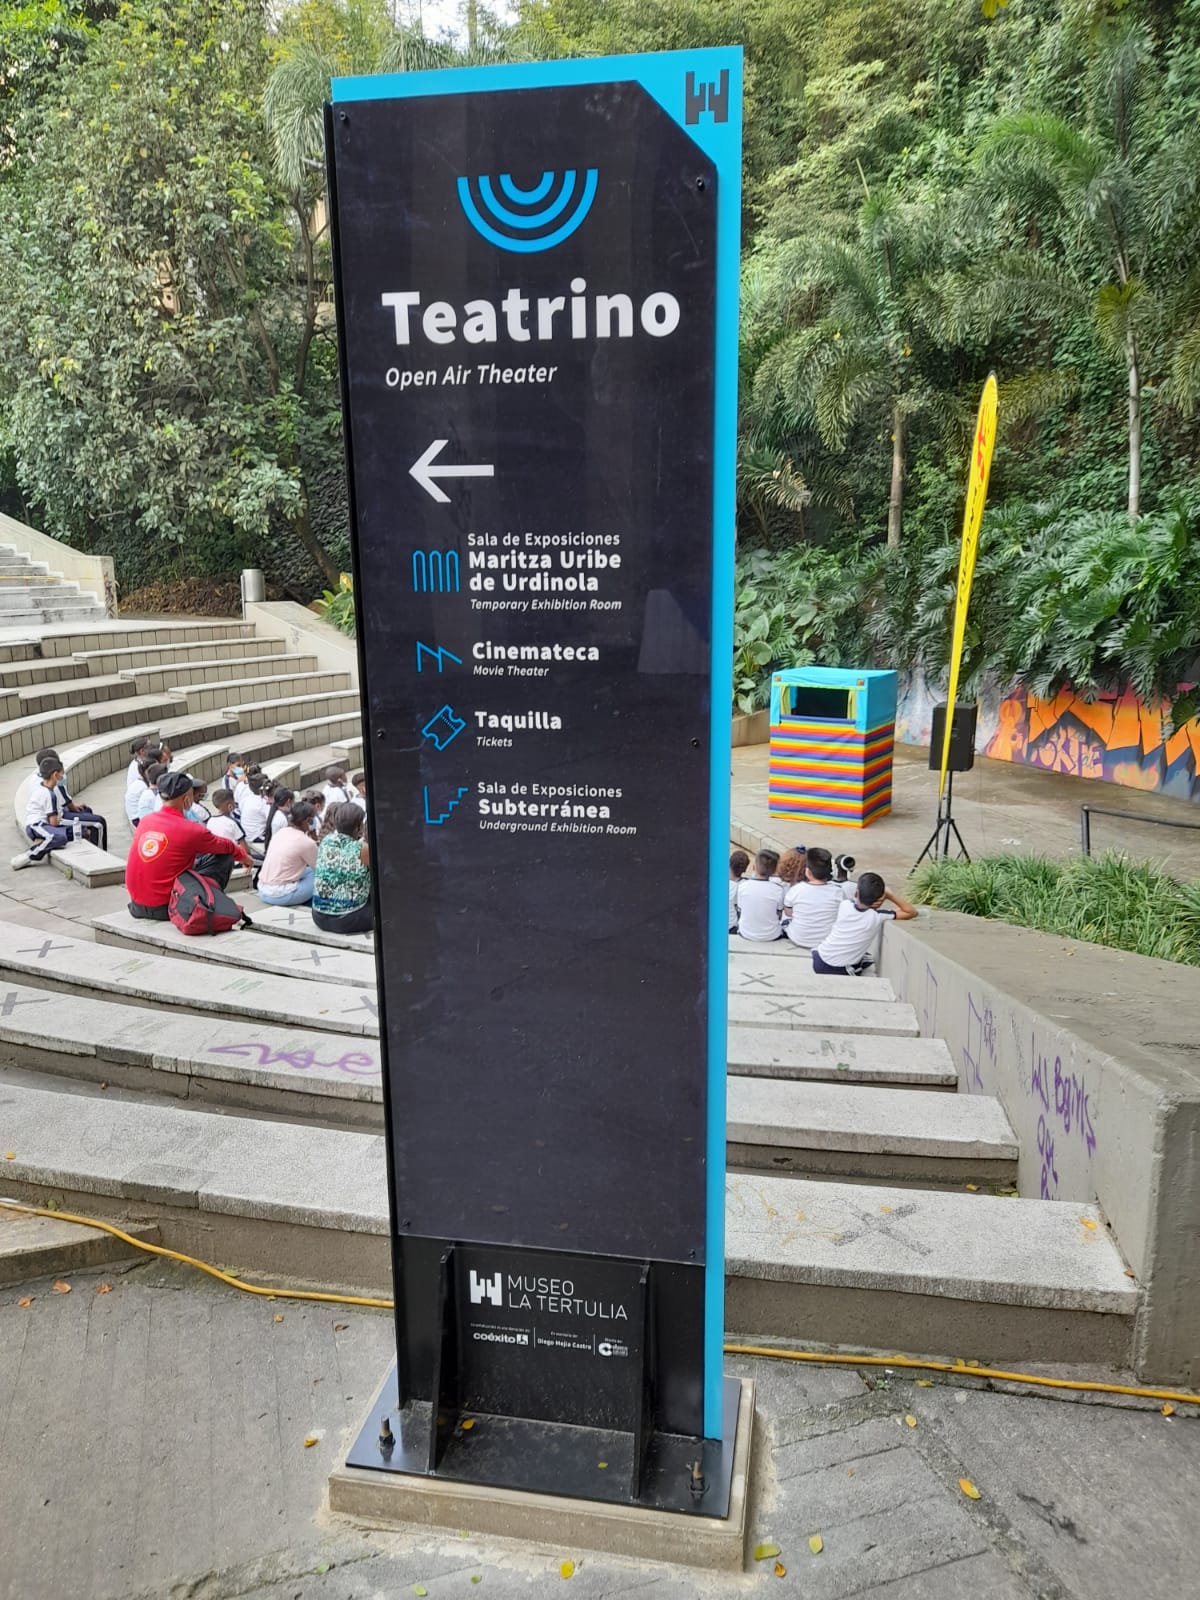 Teatrino
Open Air Theater
Sala de Exposiciones
Maritza Uribe
de Urdinola
Temporary Exhibition Room
Cinemateca
Movie Theater
Taquilla
Tickets
Sala de Exposiciones
Subterránea
Underground Exhibition Room
MUSEO
LA TERTULIA
coéxito
Diego Mejía Castro